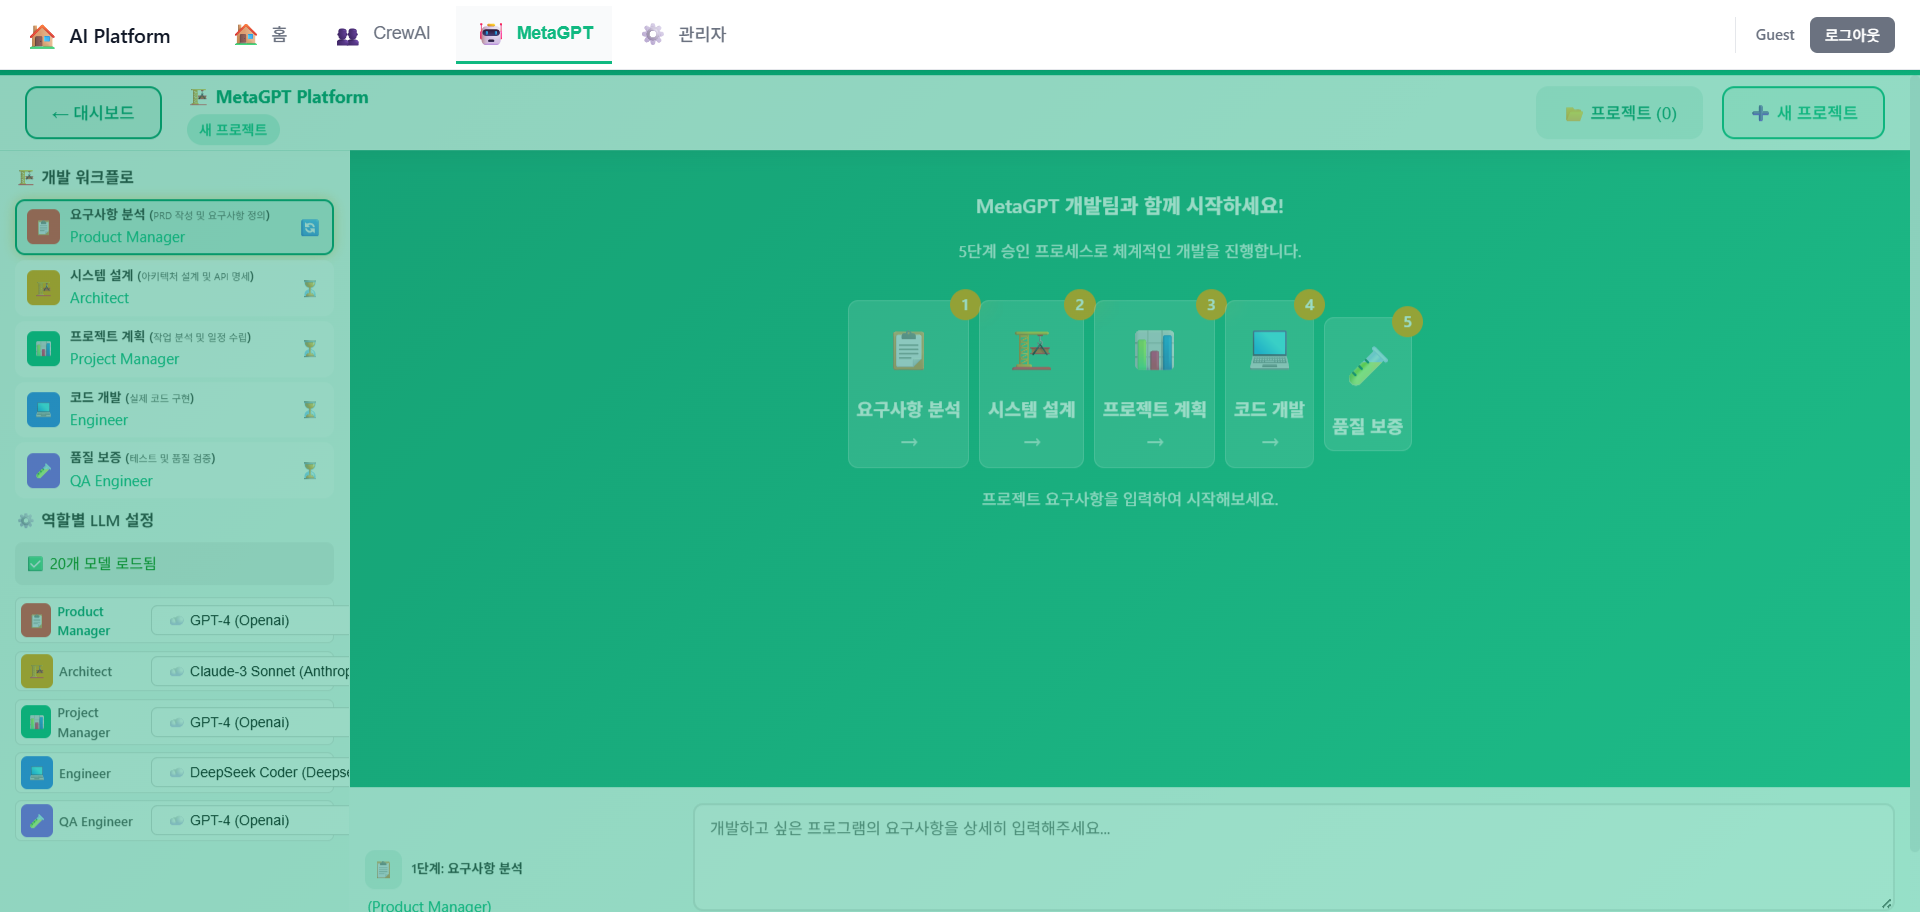 AI Platform
홈
CrewAI
MetaGPT
관리자
Guest
로그아웃
← 대시보드
MetaGPT Platform
새 프로젝트
프로젝트 (0)
새 프로젝트
개발 워크플로
요구사항 분석 (PRD 작성 및 요구사항 정의)
Product Manager
시스템 설계 (아키텍처 설계 및 API 명세)
Architect
프로젝트 계획 (작업 분석 및 일정 수립)
Project Manager
코드 개발 (실제 코드 구현)
Engineer
품질 보증 (테스트 및 품질 검증)
QA Engineer
역할별 LLM 설정
20개 모델 로드됨
Product
Manager
GPT-4 (Openai)
Architect
Claude-3 Sonnet (Anthrop
Project
Manager
GPT-4 (Openai)
Engineer
DeepSeek Coder (Deepse
QA Engineer
GPT-4 (Openai)
MetaGPT 개발팀과 함께 시작하세요!
5단계 승인 프로세스로 체계적인 개발을 진행합니다.
1
요구사항 분석
→
2
시스템 설계
→
3
프로젝트 계획
→
4
코드 개발
→
5
품질 보증
프로젝트 요구사항을 입력하여 시작해보세요.
1단계: 요구사항 분석
(Product Manager)
개발하고 싶은 프로그램의 요구사항을 상세히 입력해주세요...